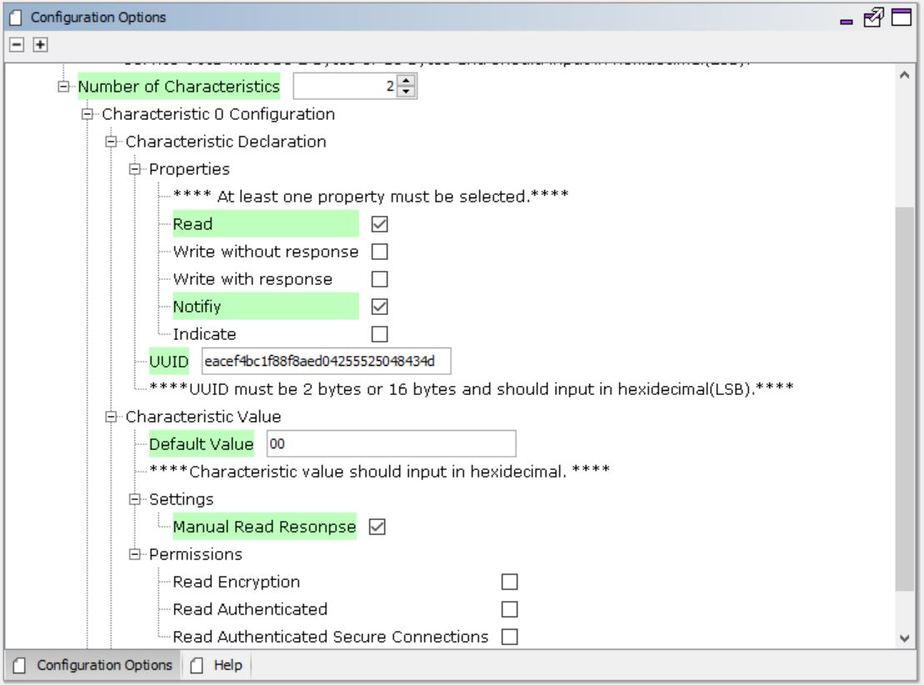 Configuration Options
Number of Characteristics 2
Characteristic 0 Configuration
Characteristic Declaration
Properties
**** At least one property must be selected.****
Read
Write without response
Write with response
Notifiy
Indicate
UUID eacef4bc1f88f8aed04255525048434d
****UUID must be 2 bytes or 16 bytes and should input in hexidecimal(LSB).****
Characteristic Value
Default Value 00
****Characteristic value should input in hexidecimal. ****
Settings
Manual Read Resonpse
Permissions
Read Encryption
Read Authenticated
Read Authenticated Secure Connections
Configuration Options Help